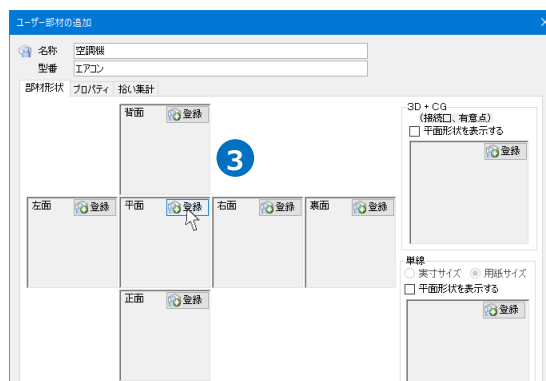 ユーザー部材の追加
名称 空調機
型番 エアコン
部材形状 プロパティ 拾い集計
背面 登録
3
3D + CG
(接続口、有意点)
平面形状を表示する
登録
左面 登録 平面 登録 右面 登録 裏面 登録
単線
実寸サイズ 用紙サイズ
平面形状を表示する
登録
正面 登録